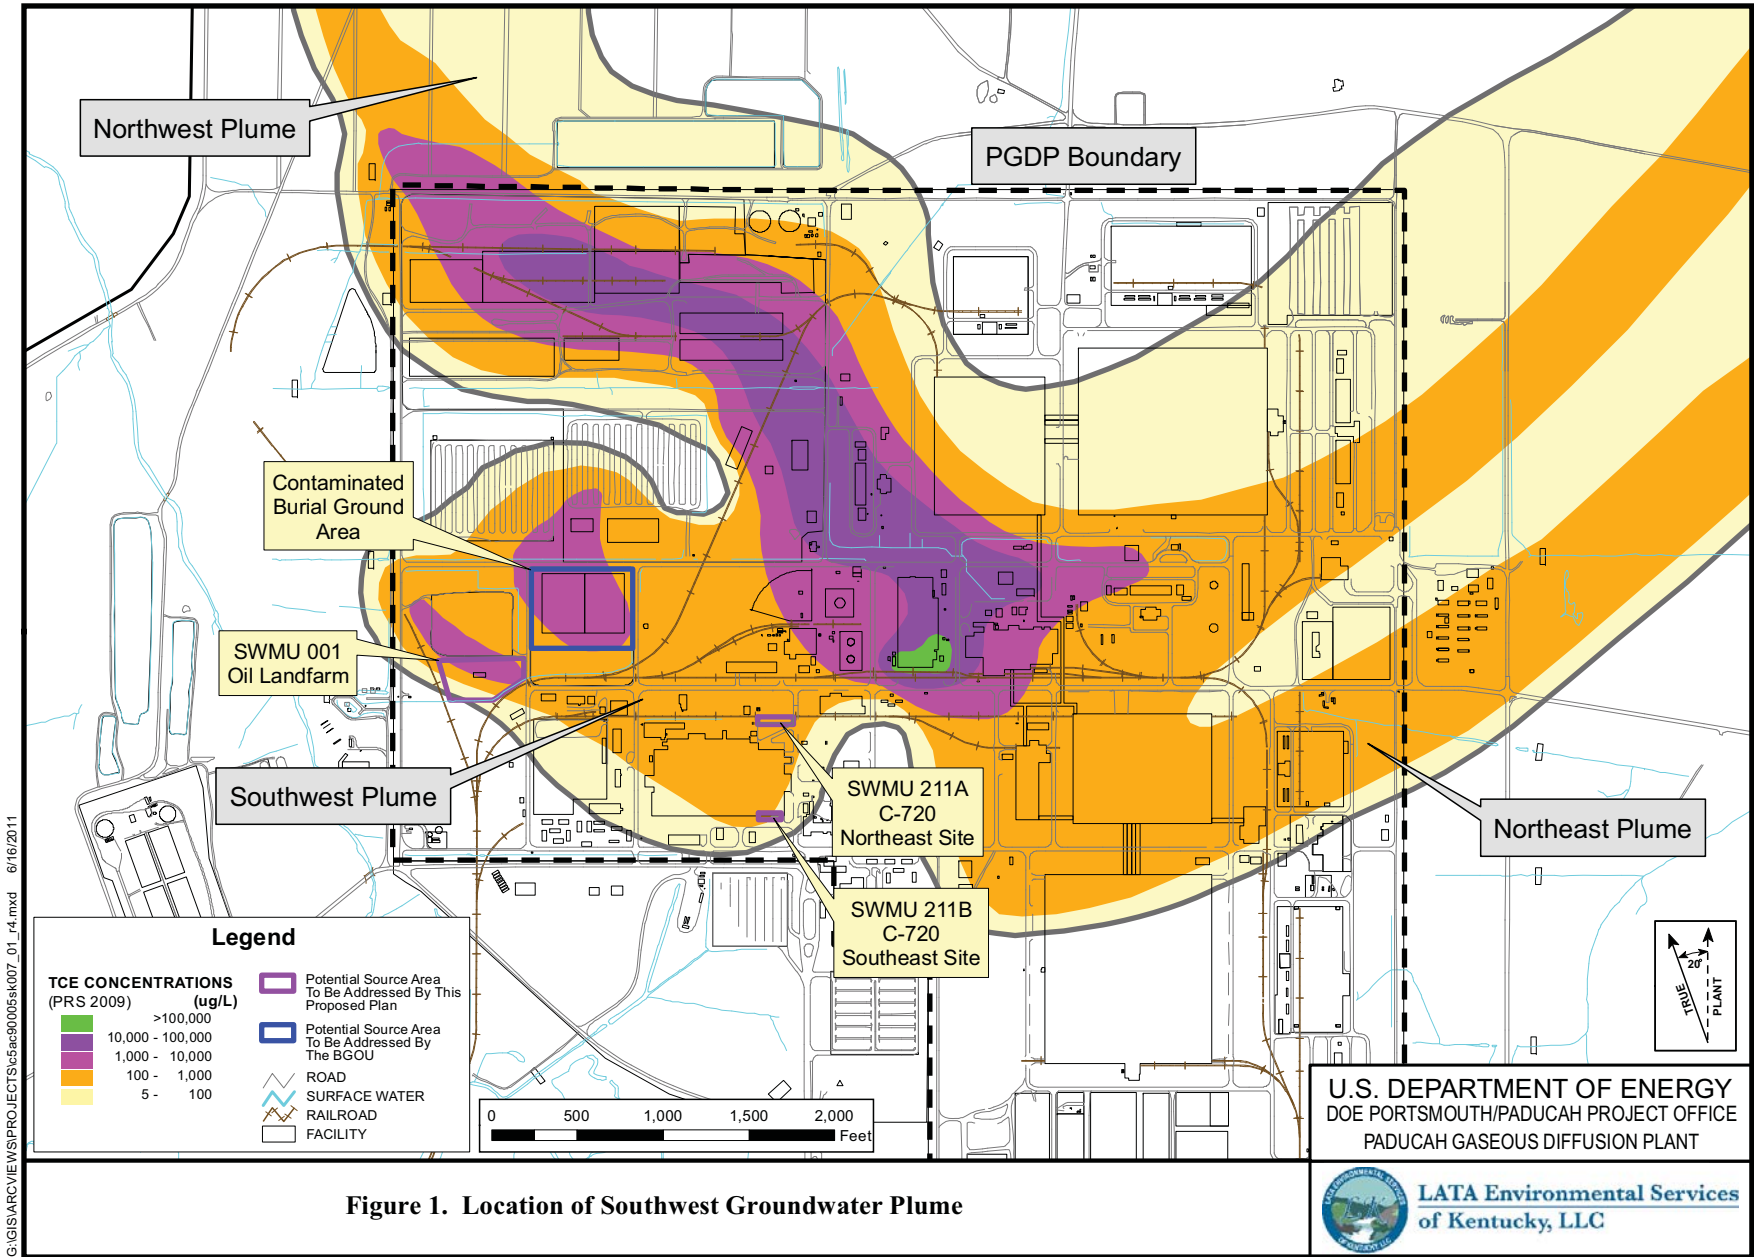 Northwest Plume
PGDP Boundary
Contaminated
Burial Ground
Area
SWMU 001
Oil Landfarm
Southwest Plume
SWMU 211A
C-720
Northeast Site
SWMU 211B
C-720
Southeast Site
Northeast Plume
G:\GIS\ARCVIEWS\PROJECTS\c5ac90005sk007_01_r4.mxd 6/16/2011
Legend
TCE CONCENTRATIONS
(PRS 2009) (ug/L)
>100,000
10,000 - 100,000
1,000 - 10,000
100 - 1,000
5 - 100
Potential Source Area
To Be Addressed By This
Proposed Plan
Potential Source Area
To Be Addressed By
The BGOU
ROAD
SURFACE WATER
RAILROAD
FACILITY
0 500 1,000 1,500 2,000
Feet
20°
TRUE
PLANT
U.S. DEPARTMENT OF ENERGY
DOE PORTSMOUTH/PADUCAH PROJECT OFFICE
PADUCAH GASEOUS DIFFUSION PLANT
Figure 1. Location of Southwest Groundwater Plume
LATA Environmental Services
of Kentucky, LLC
LATA ENVIRONMENTAL SERVICES
OF KENTUCKY, LLC